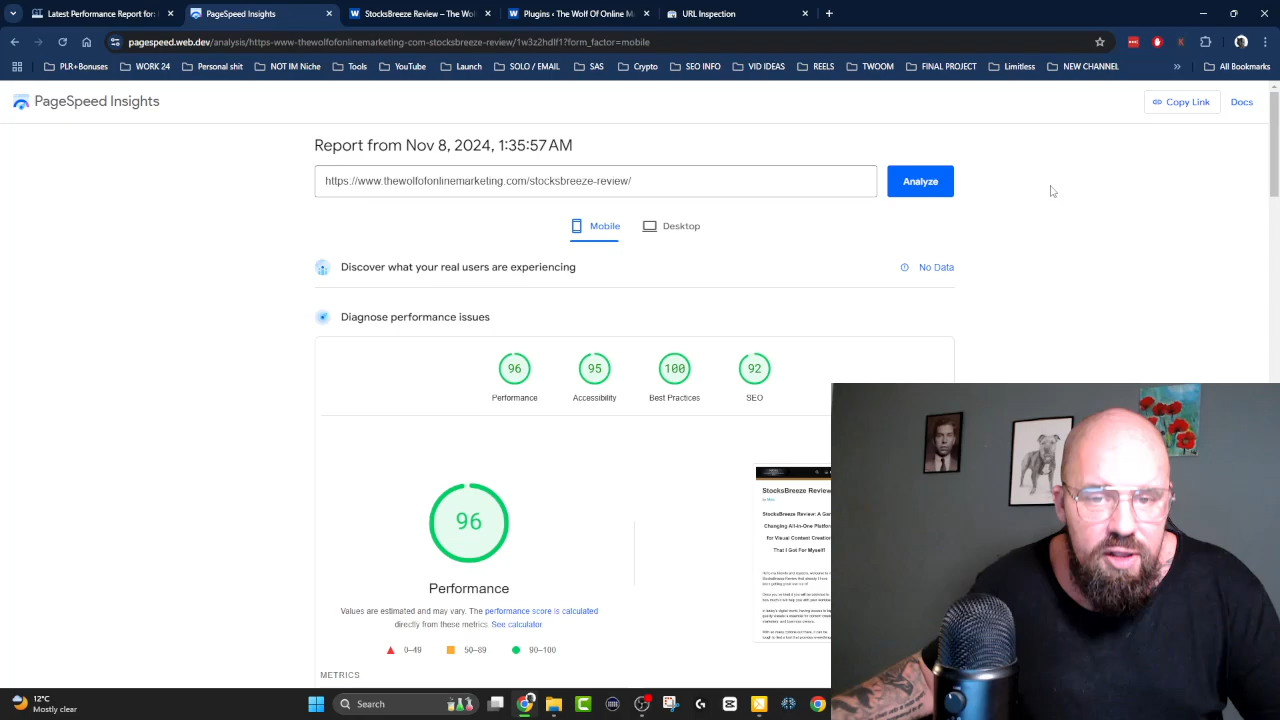 Latest Performance Report for:
PageSpeed Insights
StocksBreeze Review – The Wo
Plugins ‹ The Wolf Of Online M
URL Inspection
pagespeed.web.dev/analysis/https-www-thewolfofonlinemarketing-com-stocksbreeze-review/1w3z2hdlf1?form_factor=mobile
PLR+Bonuses
WORK 24
Personal shit
NOT IM Niche
Tools
YouTube
Launch
SOLO / EMAIL
SAS
Crypto
SEO INFO
VID IDEAS
REELS
TWOOM
FINAL PROJECT
Limitless
NEW CHANNEL
All Bookmarks
PageSpeed Insights
Copy Link
Docs
Report from Nov 8, 2024, 1:35:57 AM
https://www.thewolfofonlinemarketing.com/stocksbreeze-review/
Analyze
Mobile
Desktop
Discover what your real users are experiencing
No Data
Diagnose performance issues
96
95
100
92
Performance
Accessibility
Best Practices
SEO
96
Performance
Values are estimated and may vary. The performance score is calculated
directly from these metrics. See calculator.
0–49
50–89
90–100
METRICS
StocksBreeze Review
StocksBreeze Review: A Ga
Changing All-in-One Platfo
for Visual Content Creatio
That I Got For Myself!
12°C
Mostly clear
Search